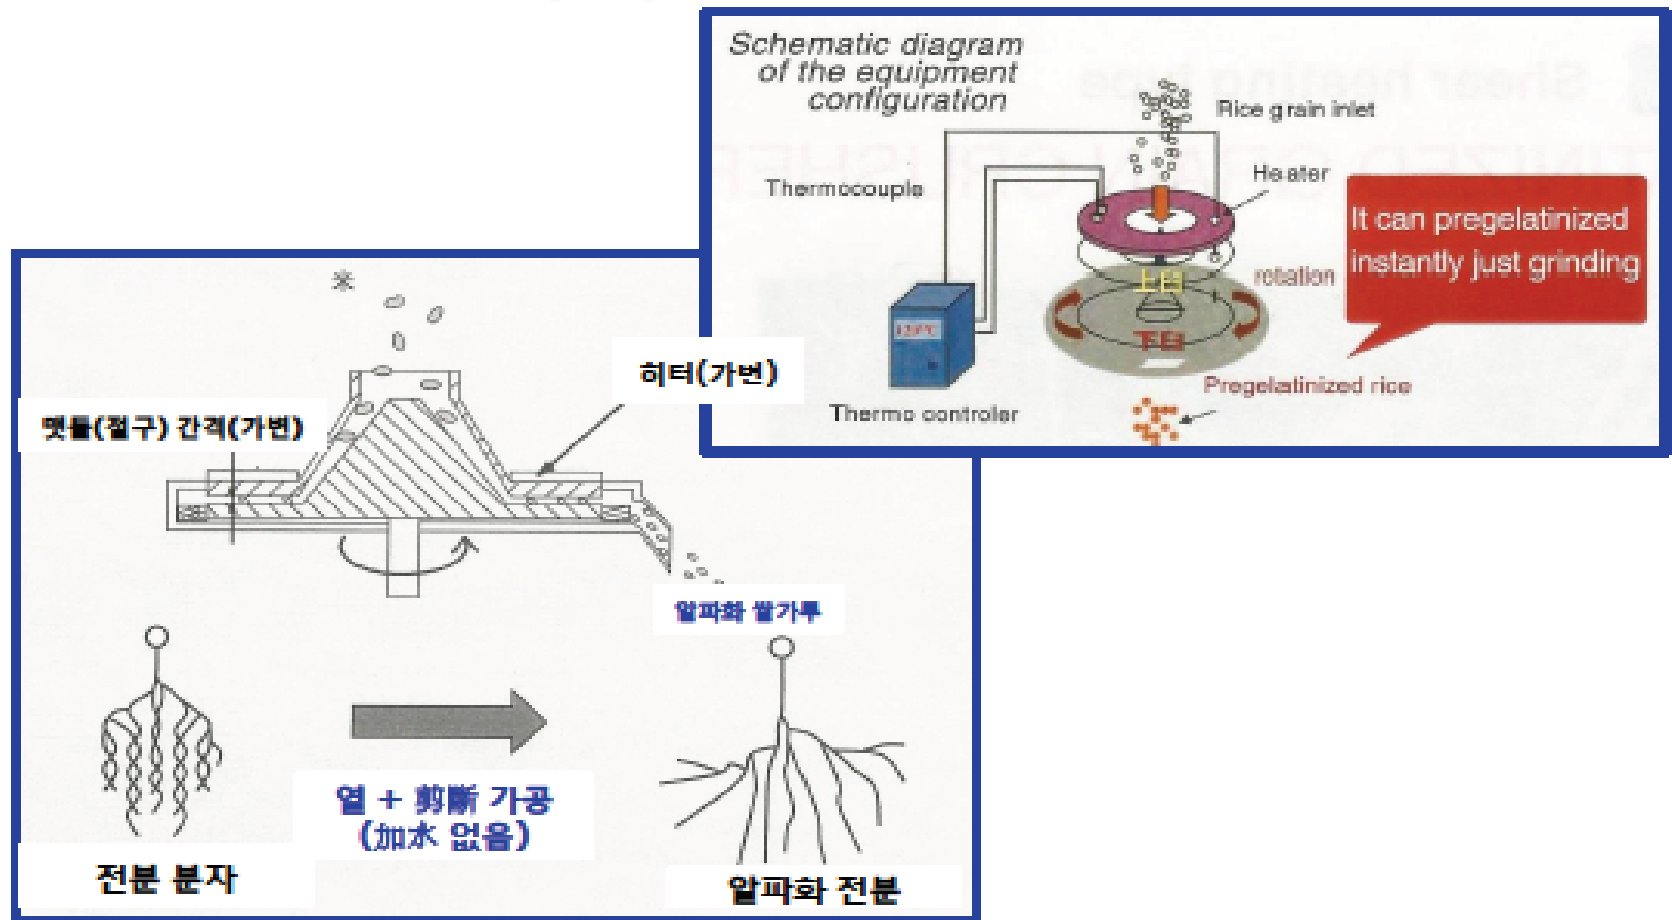 Schematic diagram
of the equipment
configuration
Rice grain inlet
Thermocouple
Heater
It can pregelatinized
instantly just grinding
rotation
上臼
下臼
125℃
Pregelatinized rice
Thermo controler
※
히터(가변)
맷돌(절구) 간격(가변)
알파화 쌀가루
열 + 剪斷 가공
(加水 없음)
전분 분자
알파화 전분